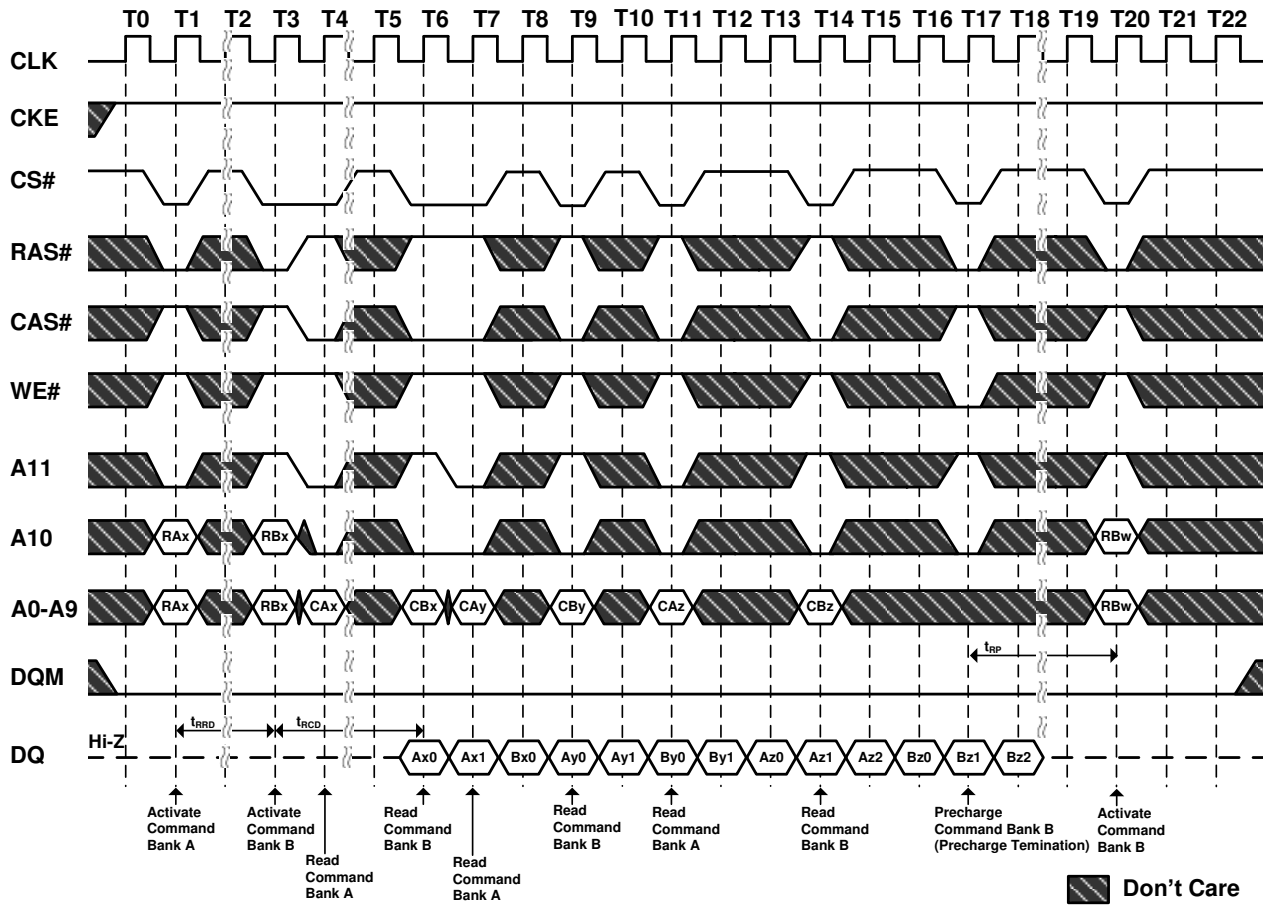 T0 T1 T2 T3 T4 T5 T6 T7 T8 T9 T10 T11 T12 T13 T14 T15 T16 T17 T18 T19 T20 T21 T22
CLK
CKE
CS#
RAS#
CAS#
WE#
A11
A10 RAx RBx RBw
A0-A9 RAx RBx CAx CBx CAy CBy CAz CBz RBw
tRP
DQM
tRRD tRCD
Hi-Z
DQ Ax0 Ax1 Bx0 Ay0 Ay1 By0 By1 Az0 Az1 Az2 Bz0 Bz1 Bz2
Activate
Command
Bank A
Activate
Command
Bank B
Read
Command
Bank A
Read
Command
Bank B
Read
Command
Bank A
Read
Command
Bank B
Read
Command
Bank A
Read
Command
Bank B
Precharge
Command Bank B
(Precharge Temination)
Activate
Command
Bank B
Don't Care